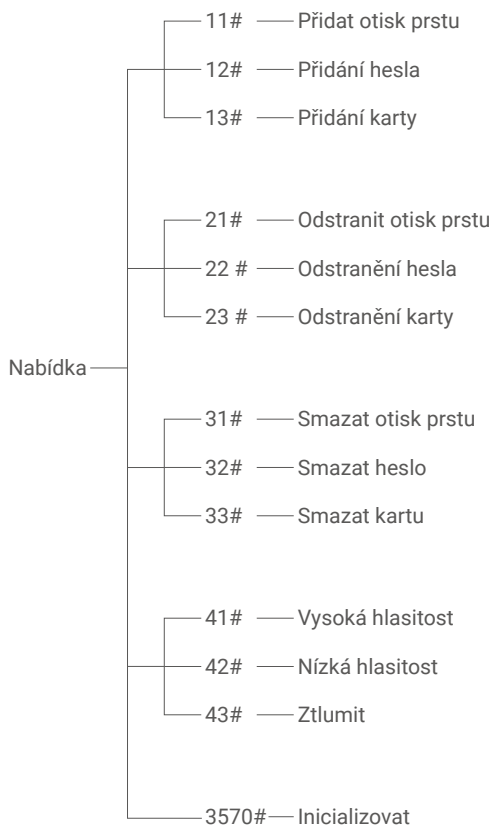 11# Přidat otisk prstu
12# Přidání hesla
13# Přidání karty
21# Odstranit otisk prstu
22 # Odstranění hesla
23 # Odstranění karty
Nabídka
31# Smazat otisk prstu
32# Smazat heslo
33# Smazat kartu
41# Vysoká hlasitost
42# Nízká hlasitost
43# Ztlumit
3570# Inicializovat